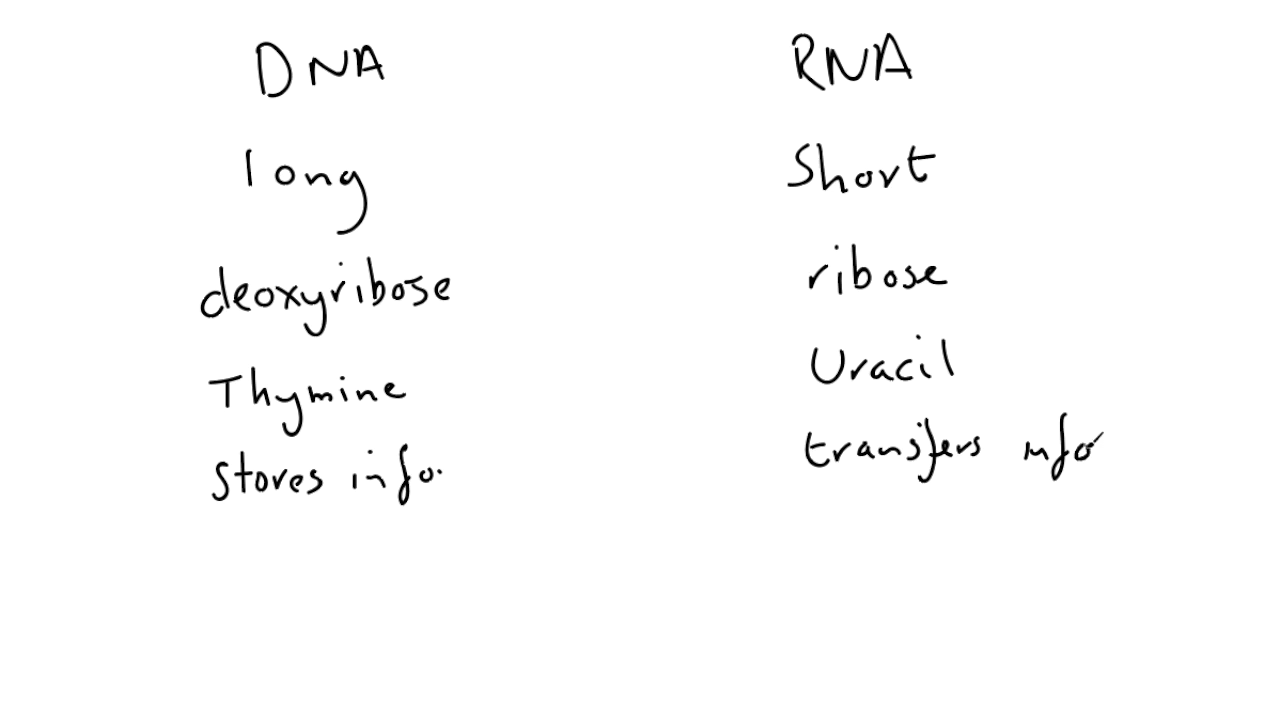 DNA
RNA
long
Short
deoxyribose
ribose
Thymine
Uracil
stores info.
transfers info